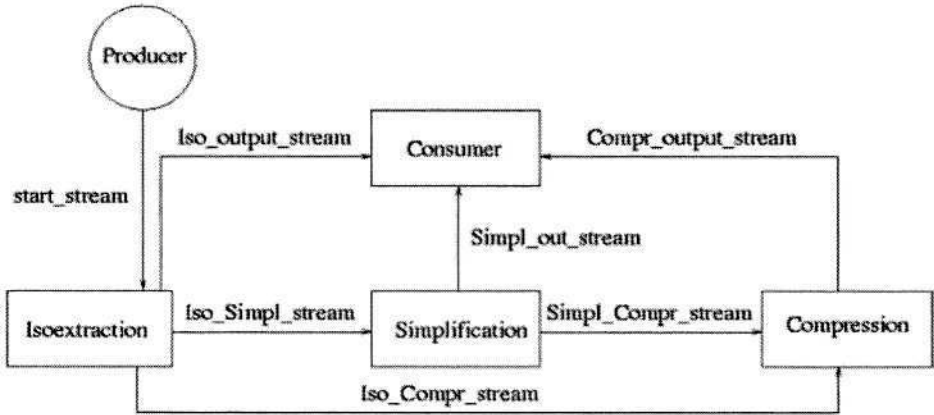 Producer
Iso_output_stream
Consumer
Compr_output_stream
start_stream
Simpl_out_stream
Isoextraction
Iso_Simpl_stream
Simplification
Simpl_Compr_stream
Compression
Iso_Compr_stream